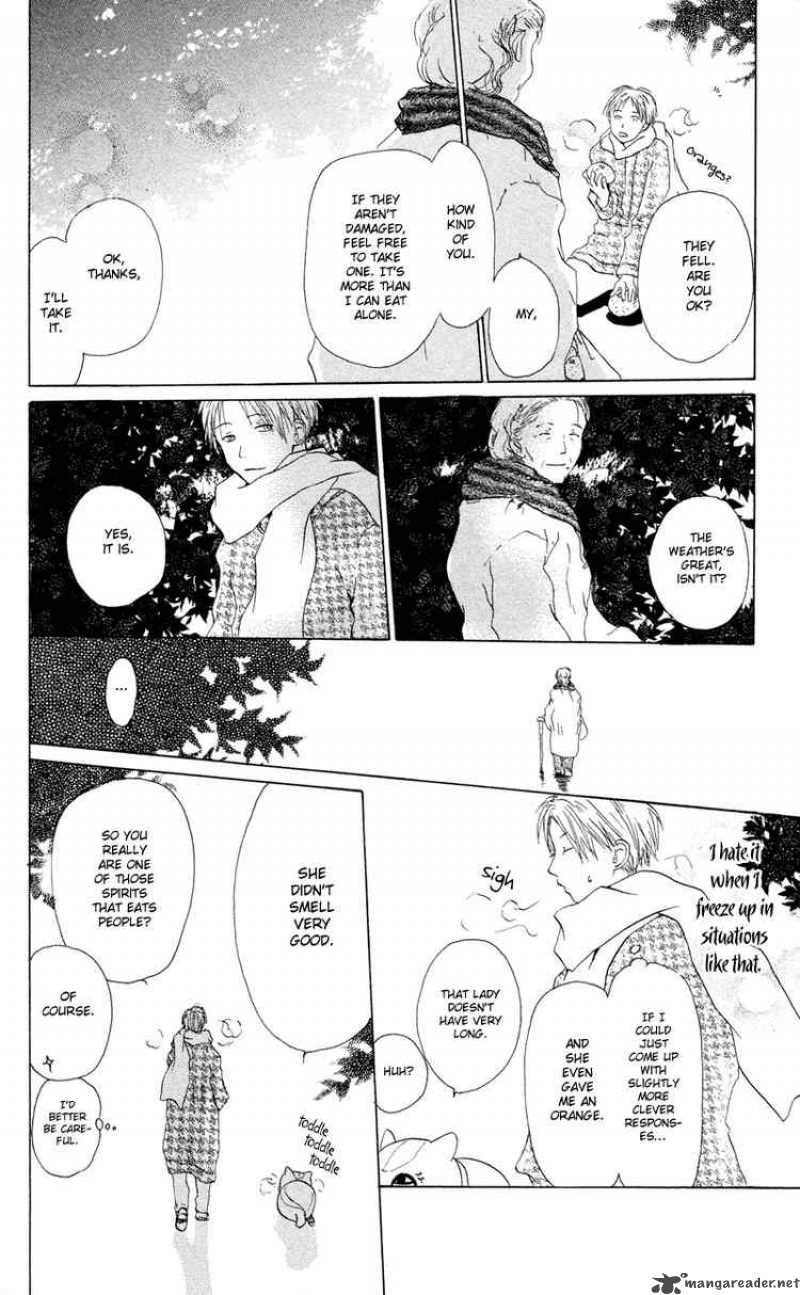 oranges?
THEY
FELL.
ARE
YOU
OK?
MY,
HOW
KIND
OF
YOU.
IF THEY
AREN'T
DAMAGED,
FEEL FREE
TO TAKE
ONE. IT'S
MORE THAN
I CAN EAT
ALONE.
OK,
THANKS,
I'LL
TAKE
IT.
THE
WEATHER'S
GREAT,
ISN'T IT?
YES,
IT IS.
...
I hate it
when I
freeze up in
situations
like that.
sigh
IF I
COULD
JUST
COME UP
WITH
SLIGHTLY
MORE
CLEVER
RESPONS-
ES...
AND
SHE
EVEN
GAVE
ME AN
ORANGE.
THAT LADY
DOESN'T
HAVE VERY
LONG.
HUH?
SHE
DIDN'T
SMELL
VERY
GOOD.
SO YOU
REALLY
ARE ONE
OF THOSE
SPIRITS
THAT EATS
PEOPLE?
OF
COURSE.
I'D
BETTER
BE CARE-
FUL.
toddle
toddle
toddle
mangareader.net